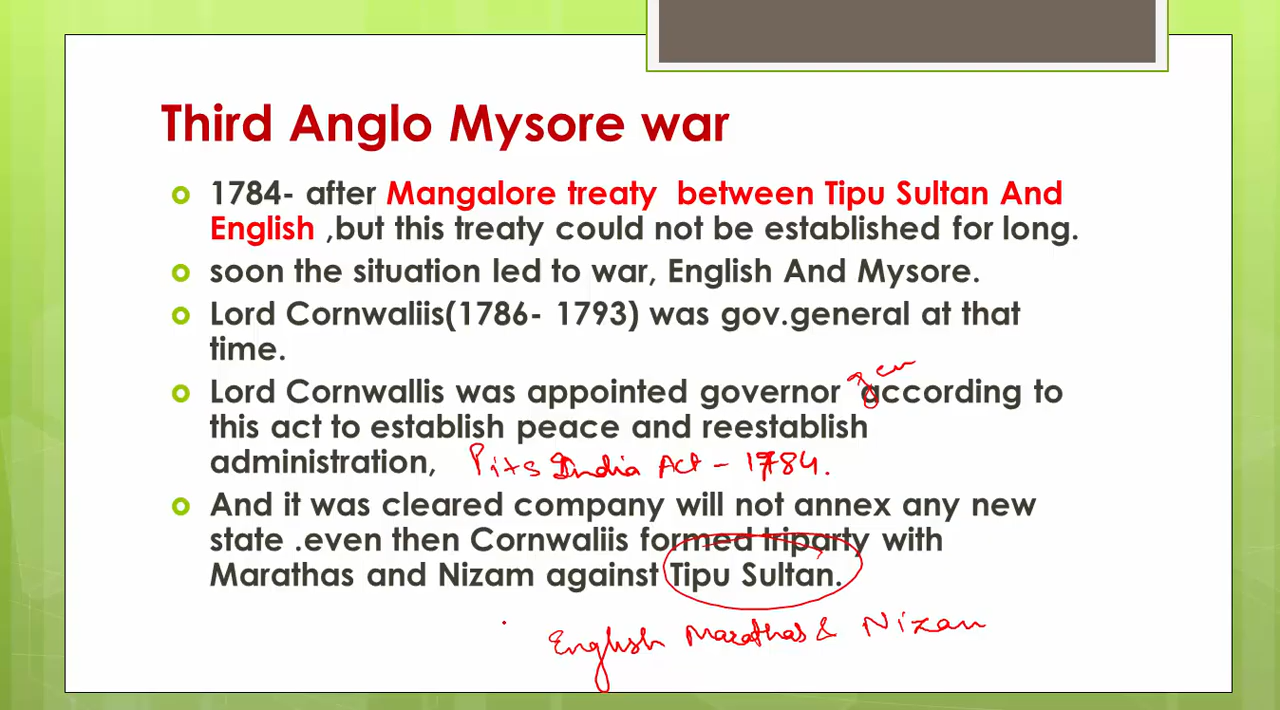 Third Anglo Mysore war
1784- after Mangalore treaty between Tipu Sultan And
English ,but this treaty could not be established for long.
soon the situation led to war, English And Mysore.
Lord Cornwaliis(1786- 1793) was gov.general at that
time.
gen
Lord Cornwallis was appointed governor according to
this act to establish peace and reestablish
administration, Pits India Act - 1784.
And it was cleared company will not annex any new
state .even then Cornwaliis formed triparty with
Marathas and Nizam against Tipu Sultan.
English Marathas & Nizam